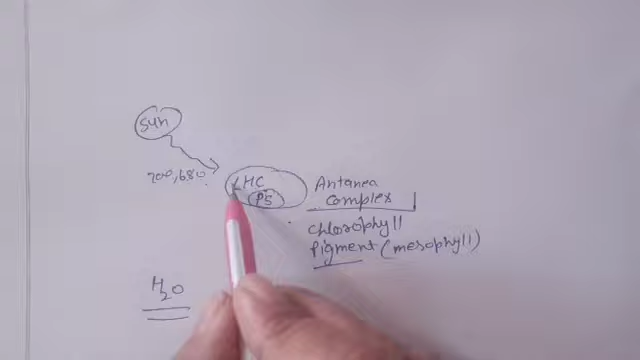 Sun
700,680.
LHC
PS
Antanea
Complex
Chlorophyll
Pigment (mesophyll)
H2O